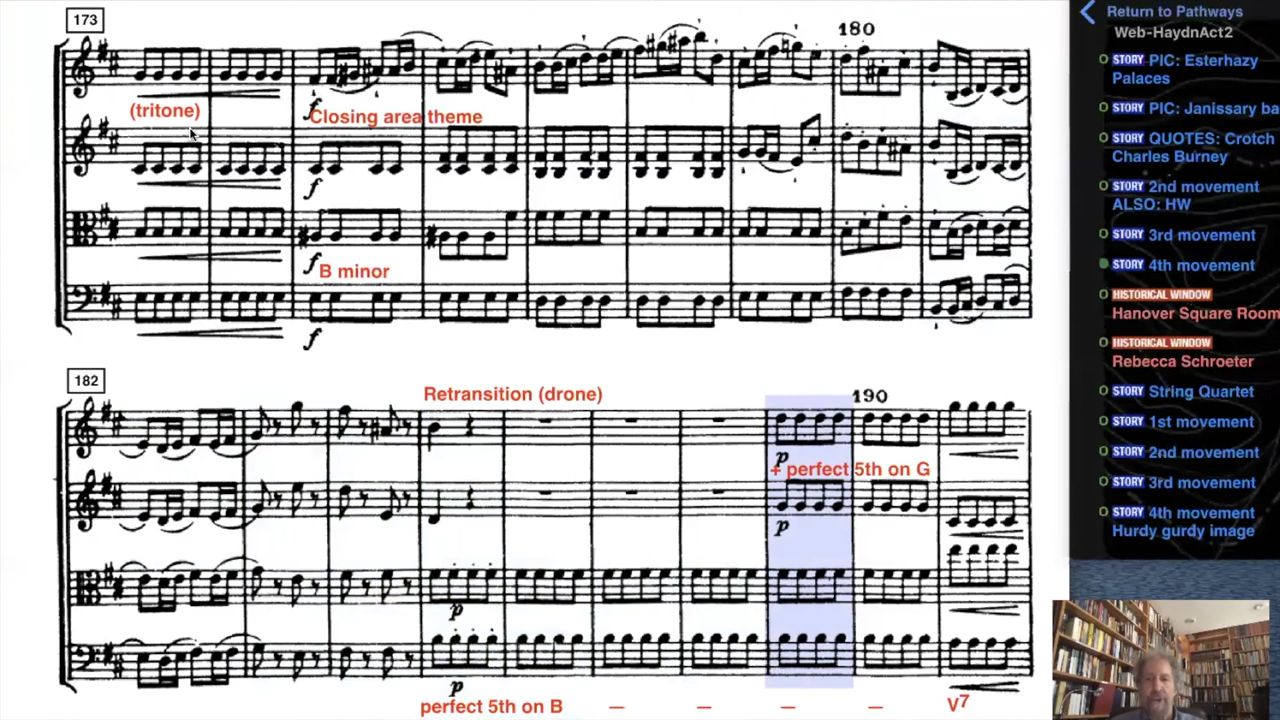 173
180
(tritone)
f
Closing area theme
f
f
B minor
f
182
Retransition (drone)
190
p
+ perfect 5th on G
p
p
p
perfect 5th on B — — — — V7
Return to Pathways
Web-HaydnAct2
STORY PIC: Esterhazy
Palaces
STORY PIC: Janissary ba
STORY QUOTES: Crotch
Charles Burney
STORY 2nd movement
ALSO: HW
STORY 3rd movement
STORY 4th movement
HISTORICAL WINDOW
Hanover Square Room
HISTORICAL WINDOW
Rebecca Schroeter
STORY String Quartet
STORY 1st movement
STORY 2nd movement
STORY 3rd movement
STORY 4th movement
Hurdy gurdy image